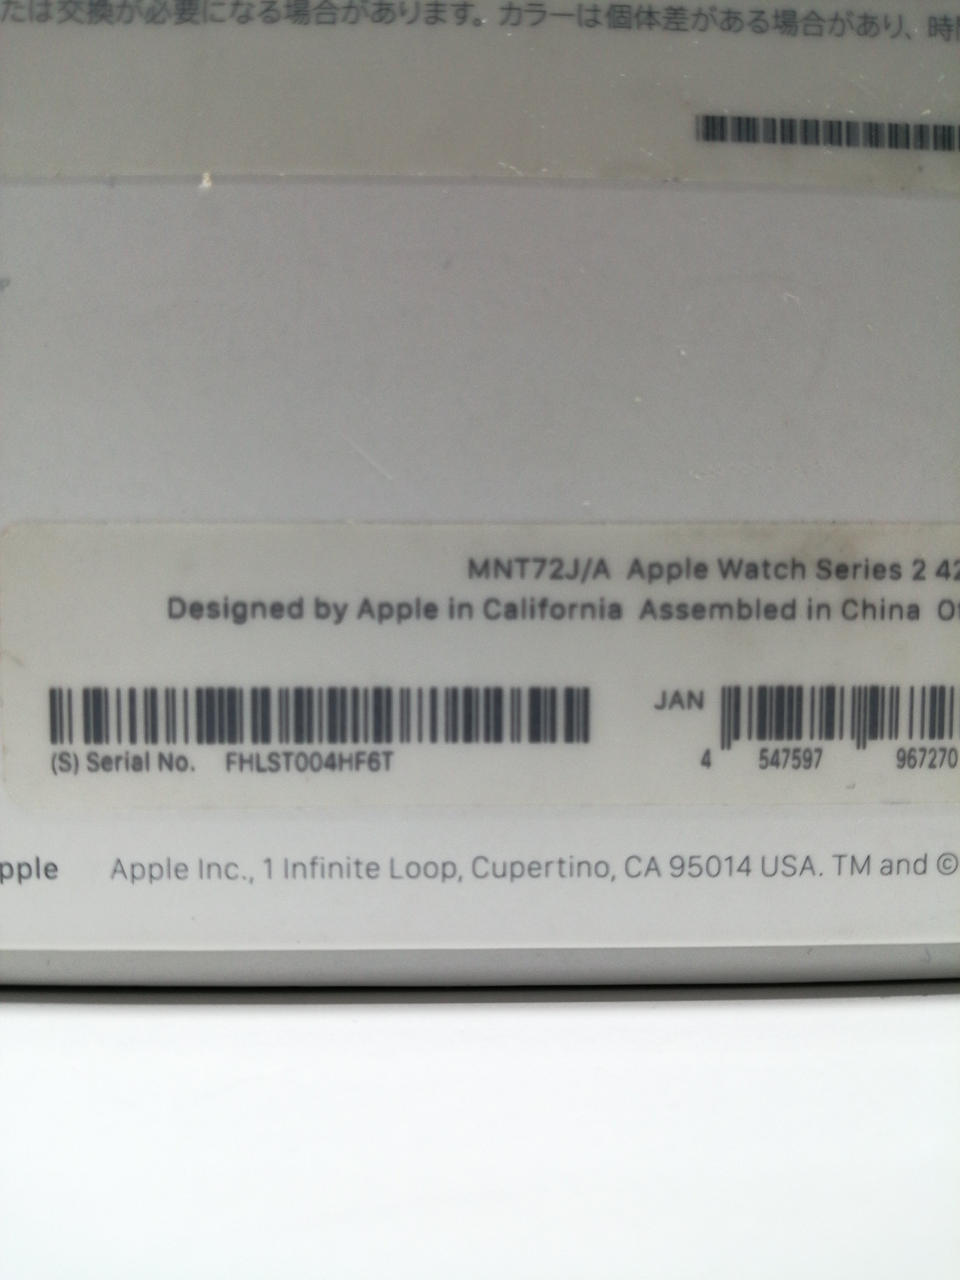 たは交換が必要になる場合があります。カラーは個体差がある場合があり、時
MNT72J/A Apple Watch Series 2 42
Designed by Apple in California Assembled in China
JAN
(S) Serial No. FHLST004HF6T
4 547597 967270
pple Apple Inc., 1 Infinite Loop, Cupertino, CA 95014 USA. TM and ©